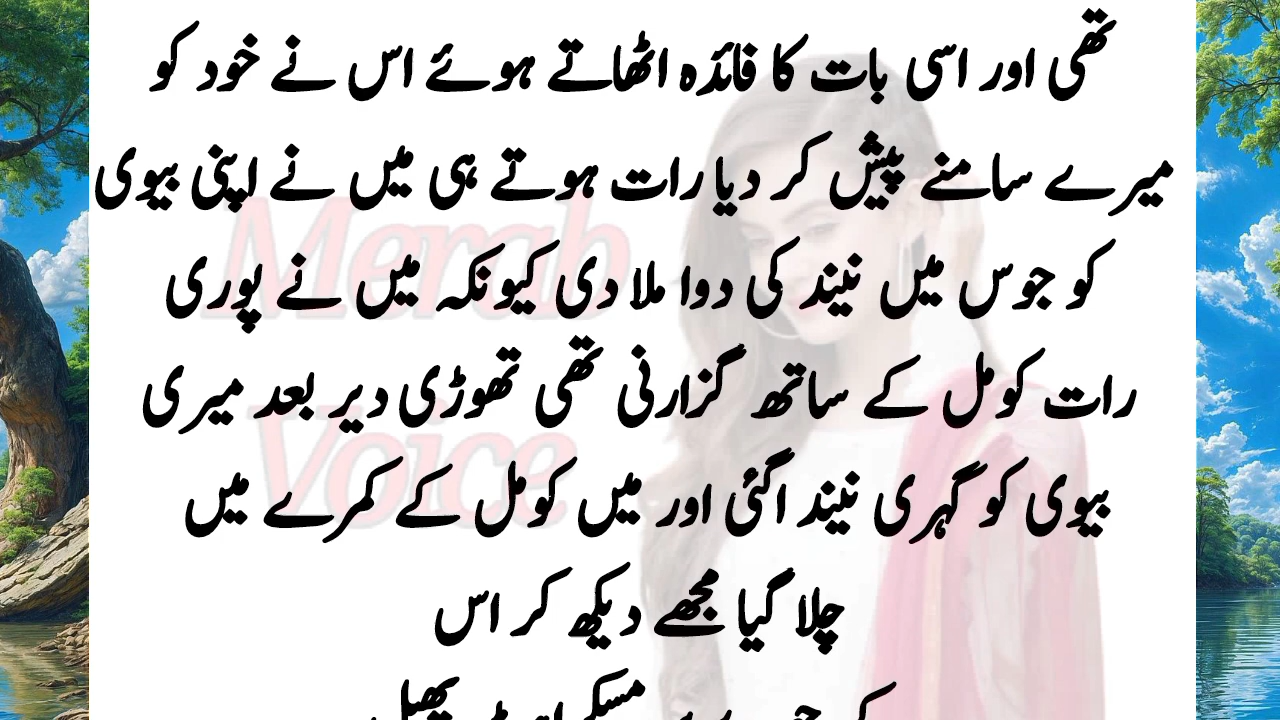 تھی اور اسی بات کا فائدہ اٹھاتے ہوئے اس نے خود کو
میرے سامنے پیش کر دیا رات ہوتے ہی میں نے اپنی بیوی
کو جوس میں نیند کی دوا ملا دی کیونکہ میں نے پوری
رات کومل کے ساتھ گزارنی تھی تھوڑی دیر بعد میری
بیوی کو گہری نیند اگئی اور میں کومل کے کمرے میں
چلا گیا مجھے دیکھ کر اس
Merab
Voice